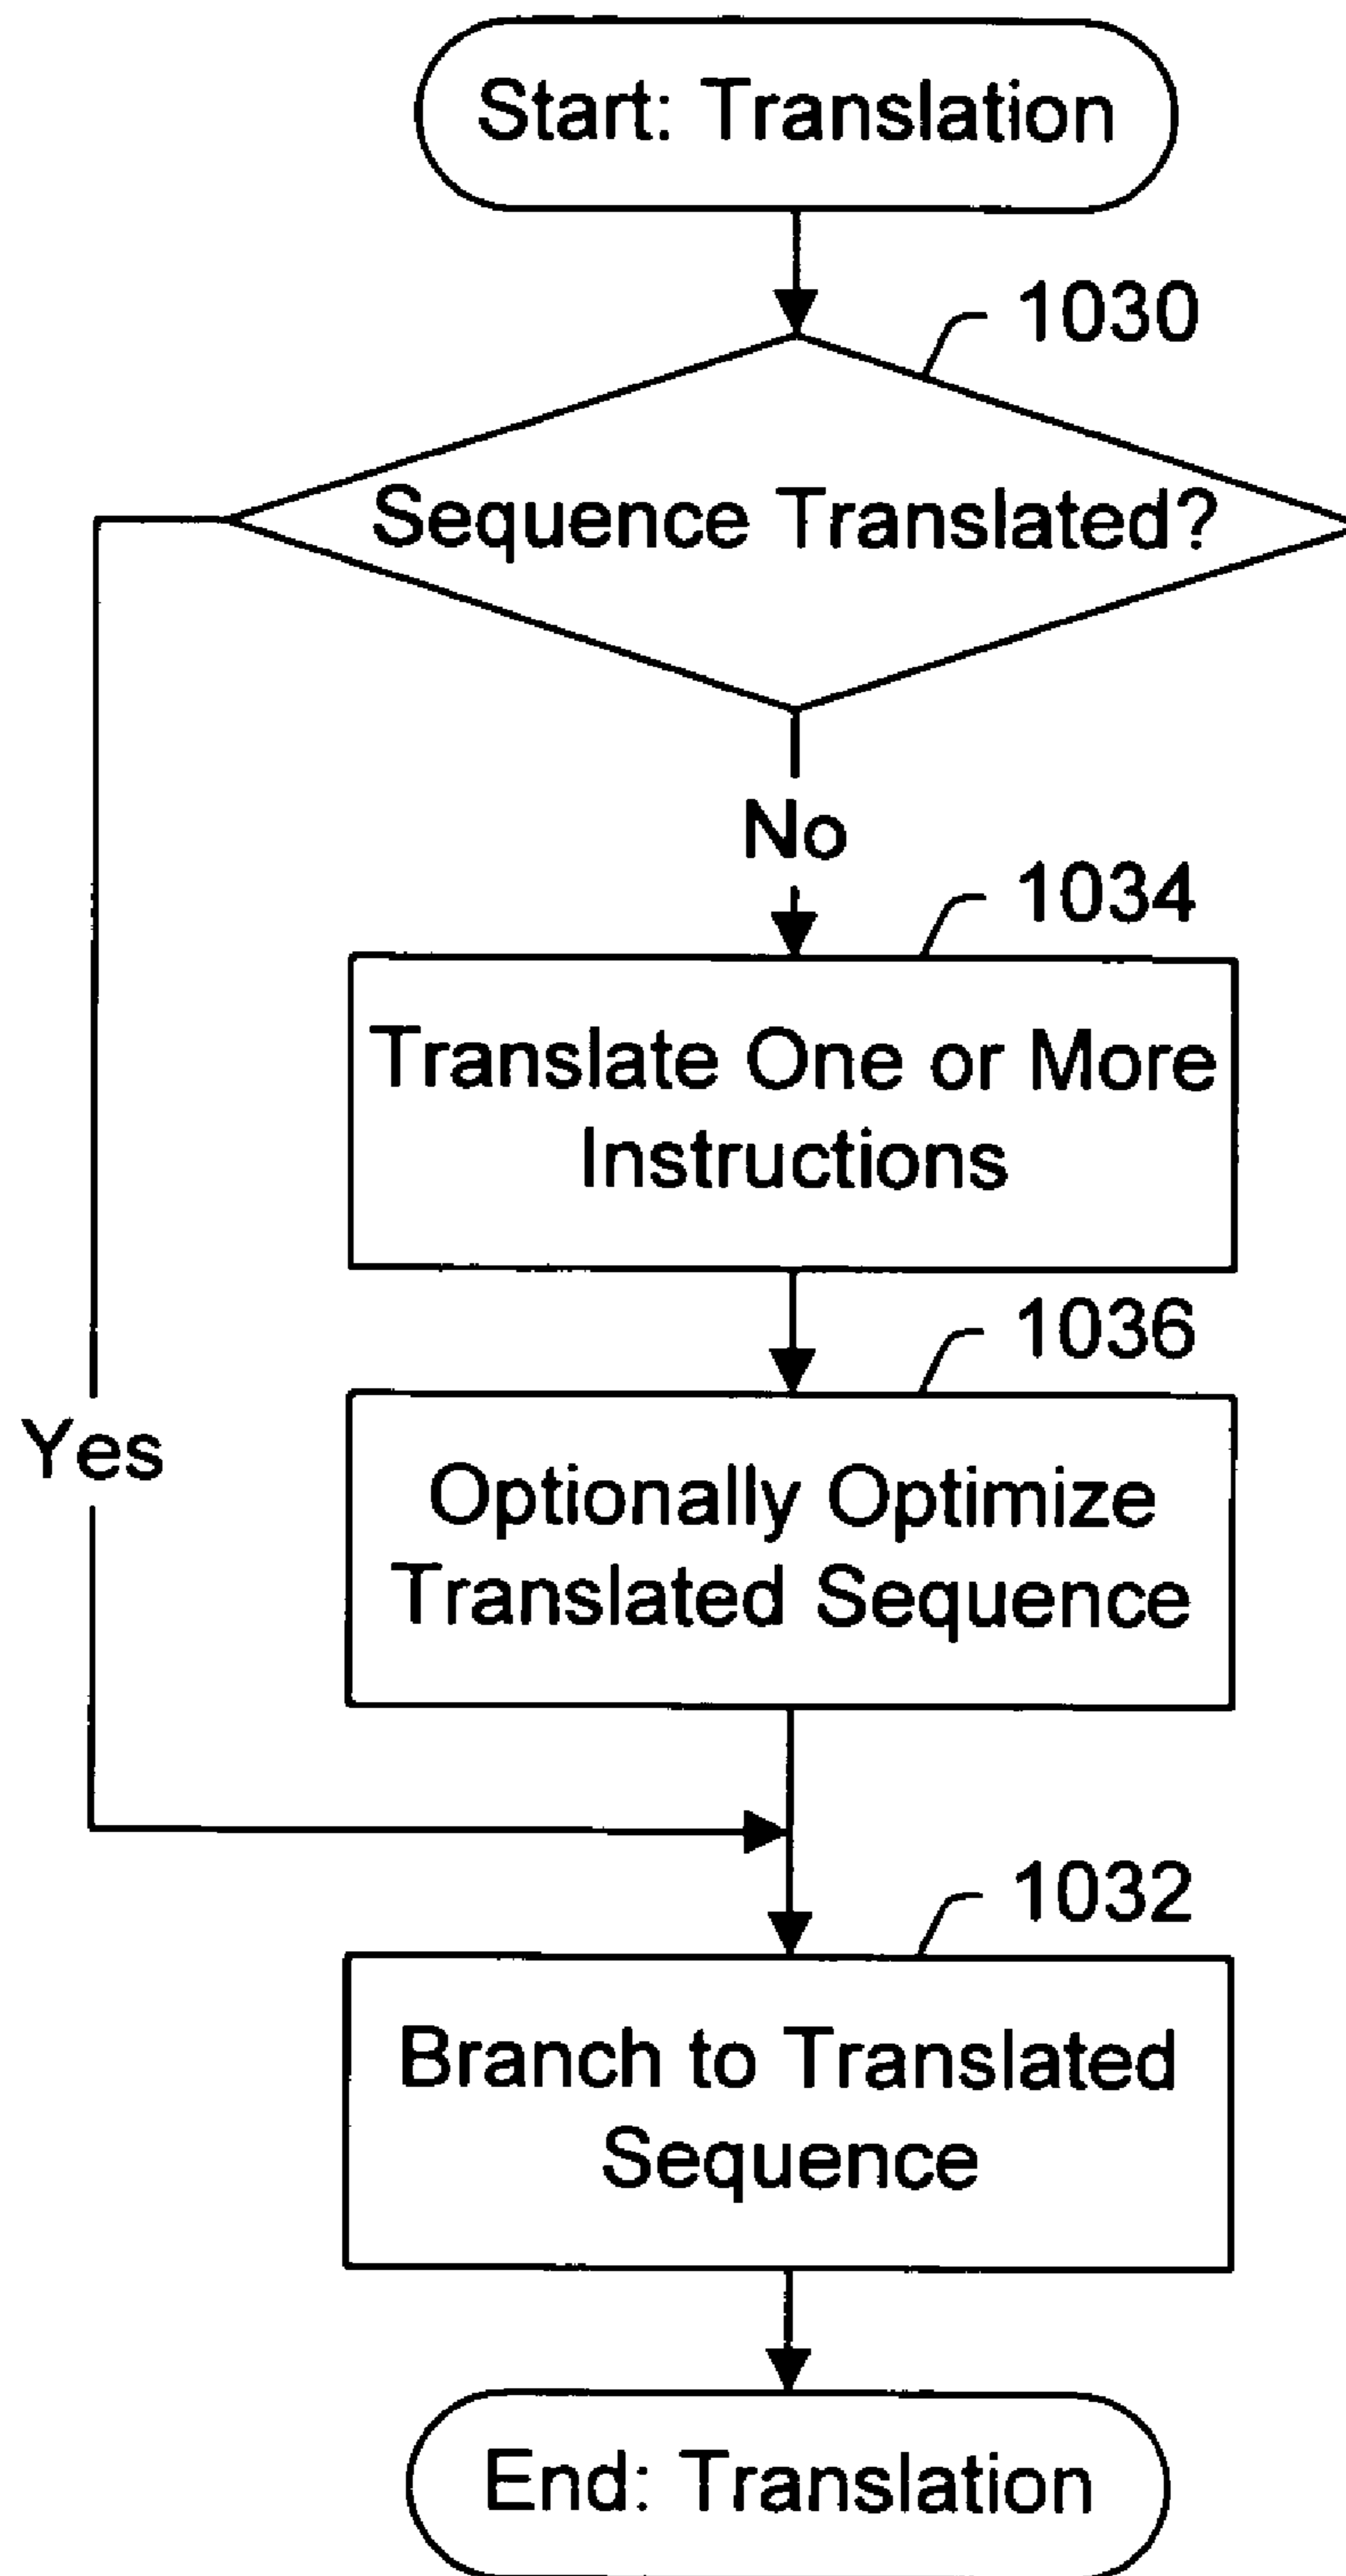 Start: Translation
1030
Sequence Translated?
No
1034
Translate One or More
Instructions
1036
Yes
Optionally Optimize
Translated Sequence
1032
Branch to Translated
Sequence
End: Translation